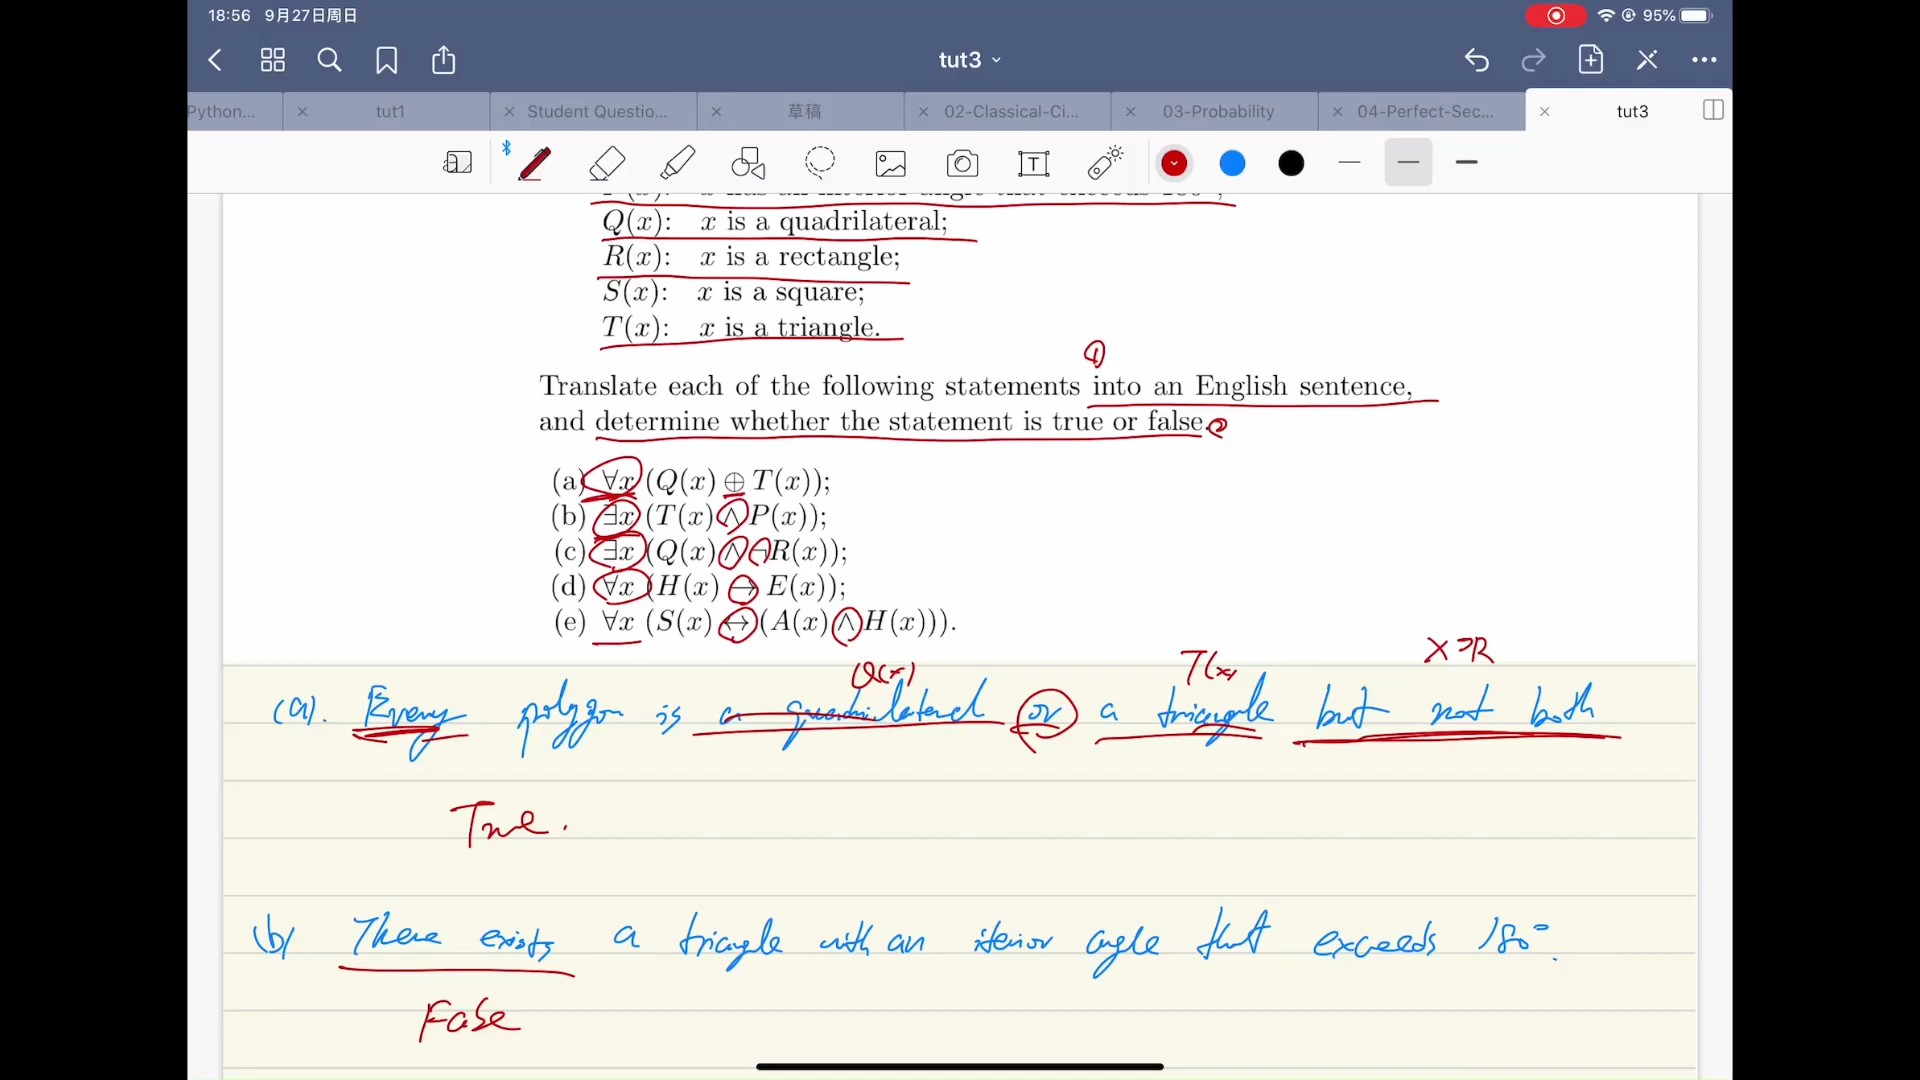 18:56 9月27日周日 95%
tut3
Python... tut1 Student Questio... 草稿 02-Classical-Ci... 03-Probability 04-Perfect-Sec... tut3
Q(x): x is a quadrilateral;
R(x): x is a rectangle;
S(x): x is a square;
T(x): x is a triangle.
①
Translate each of the following statements into an English sentence,
and determine whether the statement is true or false. ②
(a) ∀x (Q(x) ⊕ T(x));
(b) ∃x (T(x) ∧ P(x));
(c) ∃x (Q(x) ∧ ¬R(x));
(d) ∀x (H(x) → E(x));
(e) ∀x (S(x) ↔ (A(x) ∧ H(x))).
Q(x) T(x)
(a). Every polygon is a quadrilateral or a triangle but not both
True.
(b) There exists a triangle with an iterior angle that exceeds 180°.
False